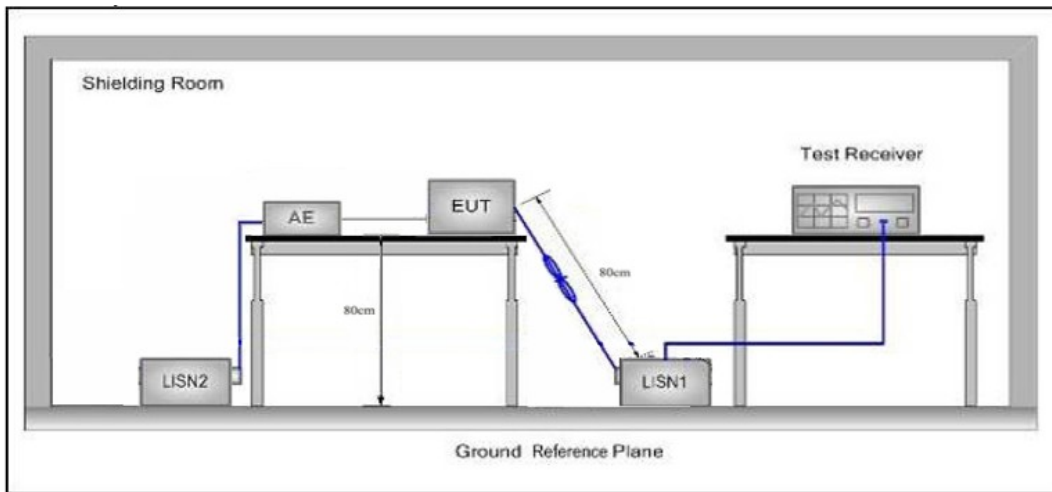 Shielding Room
Test Receiver
EUT
AE
80cm
80cm
LISN2
LISN1
Ground Reference Plane